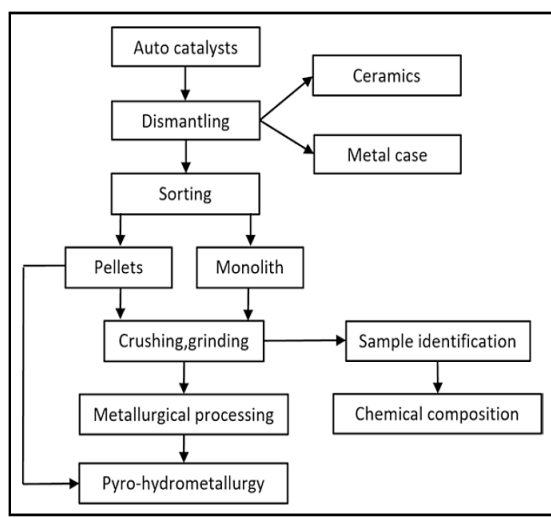 Auto catalysts
Ceramics
Dismantling
Metal case
Sorting
Pellets
Monolith
Crushing,grinding
Sample identification
Metallurgical processing
Chemical composition
Pyro-hydrometallurgy